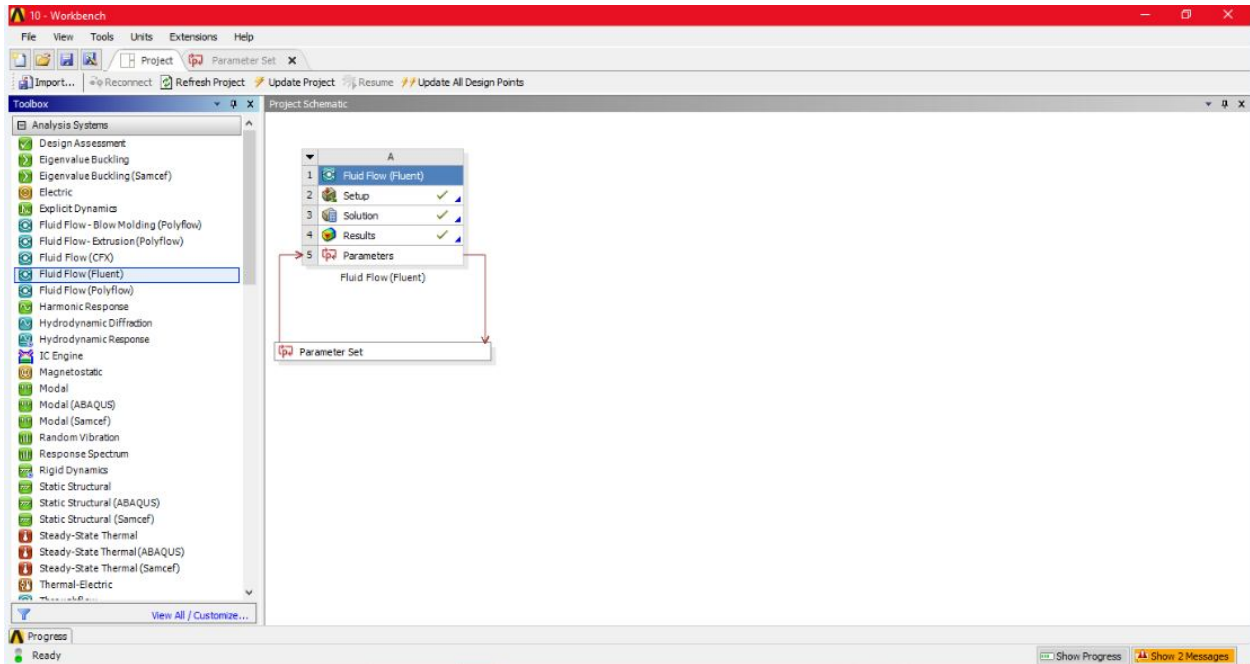 10 - Workbench
File View Tools Units Extensions Help
Project Parameter Set
Import... Reconnect Refresh Project Update Project Resume Update All Design Points
Toolbox
Project Schematic
Analysis Systems
Design Assessment
Eigenvalue Buckling
Eigenvalue Buckling (Samcef)
Electric
Explicit Dynamics
Fluid Flow - Blow Molding (Polyflow)
Fluid Flow - Extrusion (Polyflow)
Fluid Flow (CFX)
Fluid Flow (Fluent)
Fluid Flow (Polyflow)
Harmonic Response
Hydrodynamic Diffraction
Hydrodynamic Response
IC Engine
Magnetostatic
Modal
Modal (ABAQUS)
Modal (Samcef)
Random Vibration
Response Spectrum
Rigid Dynamics
Static Structural
Static Structural (ABAQUS)
Static Structural (Samcef)
Steady-State Thermal
Steady-State Thermal (ABAQUS)
Steady-State Thermal (Samcef)
Thermal-Electric
View All / Customize...
A
1 Fluid Flow (Fluent)
2 Setup
3 Solution
4 Results
5 Parameters
Fluid Flow (Fluent)
Parameter Set
Progress
Ready
Show Progress Show 2 Messages